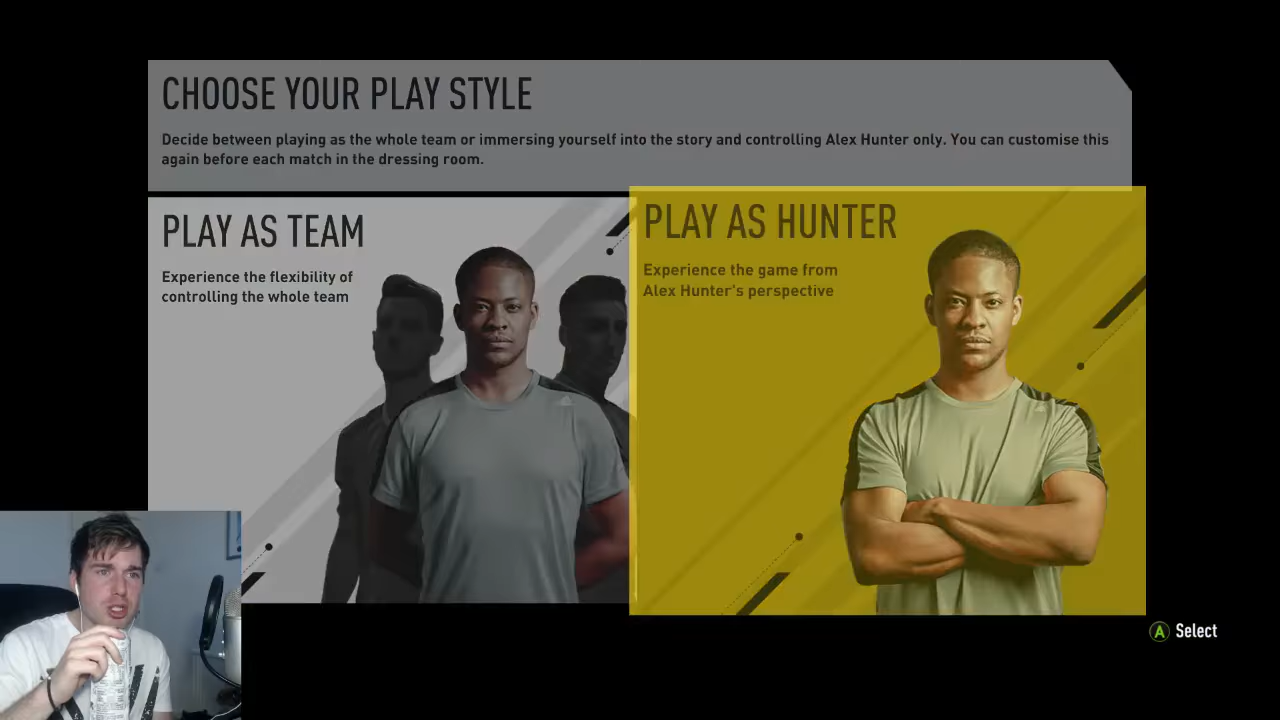 CHOOSE YOUR PLAY STYLE
Decide between playing as the whole team or immersing yourself into the story and controlling Alex Hunter only. You can customise this
again before each match in the dressing room.
PLAY AS TEAM
Experience the flexibility of
controlling the whole team
PLAY AS HUNTER
Experience the game from
Alex Hunter's perspective
A Select